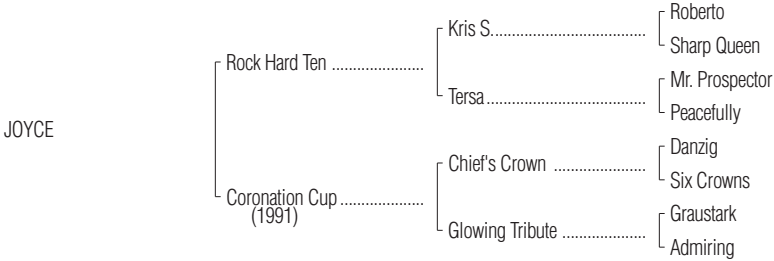 Roberto
Kris S.
Sharp Queen
Rock Hard Ten
Mr. Prospector
Tersa
Peacefully
JOYCE
Danzig
Chief's Crown
Six Crowns
Coronation Cup
(1991)
Graustark
Glowing Tribute
Admiring